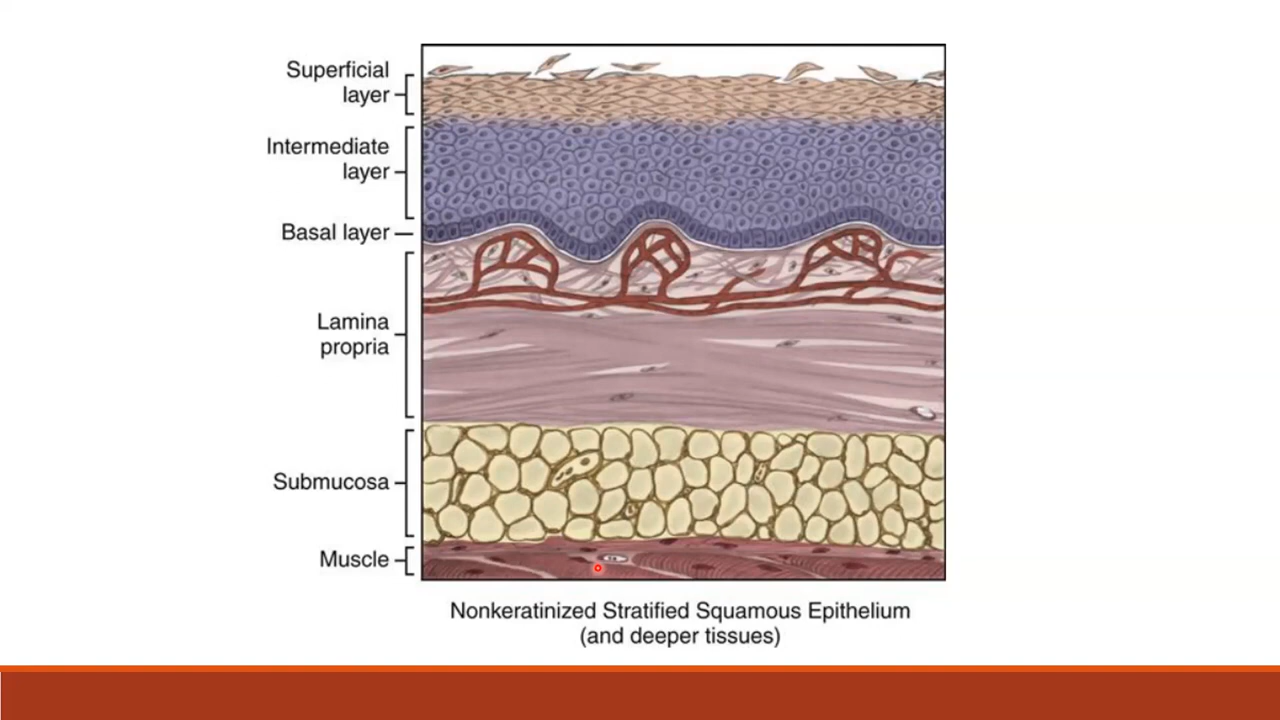 Superficial
layer
Intermediate
layer
Basal layer
Lamina
propria
Submucosa
Muscle
Nonkeratinized Stratified Squamous Epithelium
(and deeper tissues)